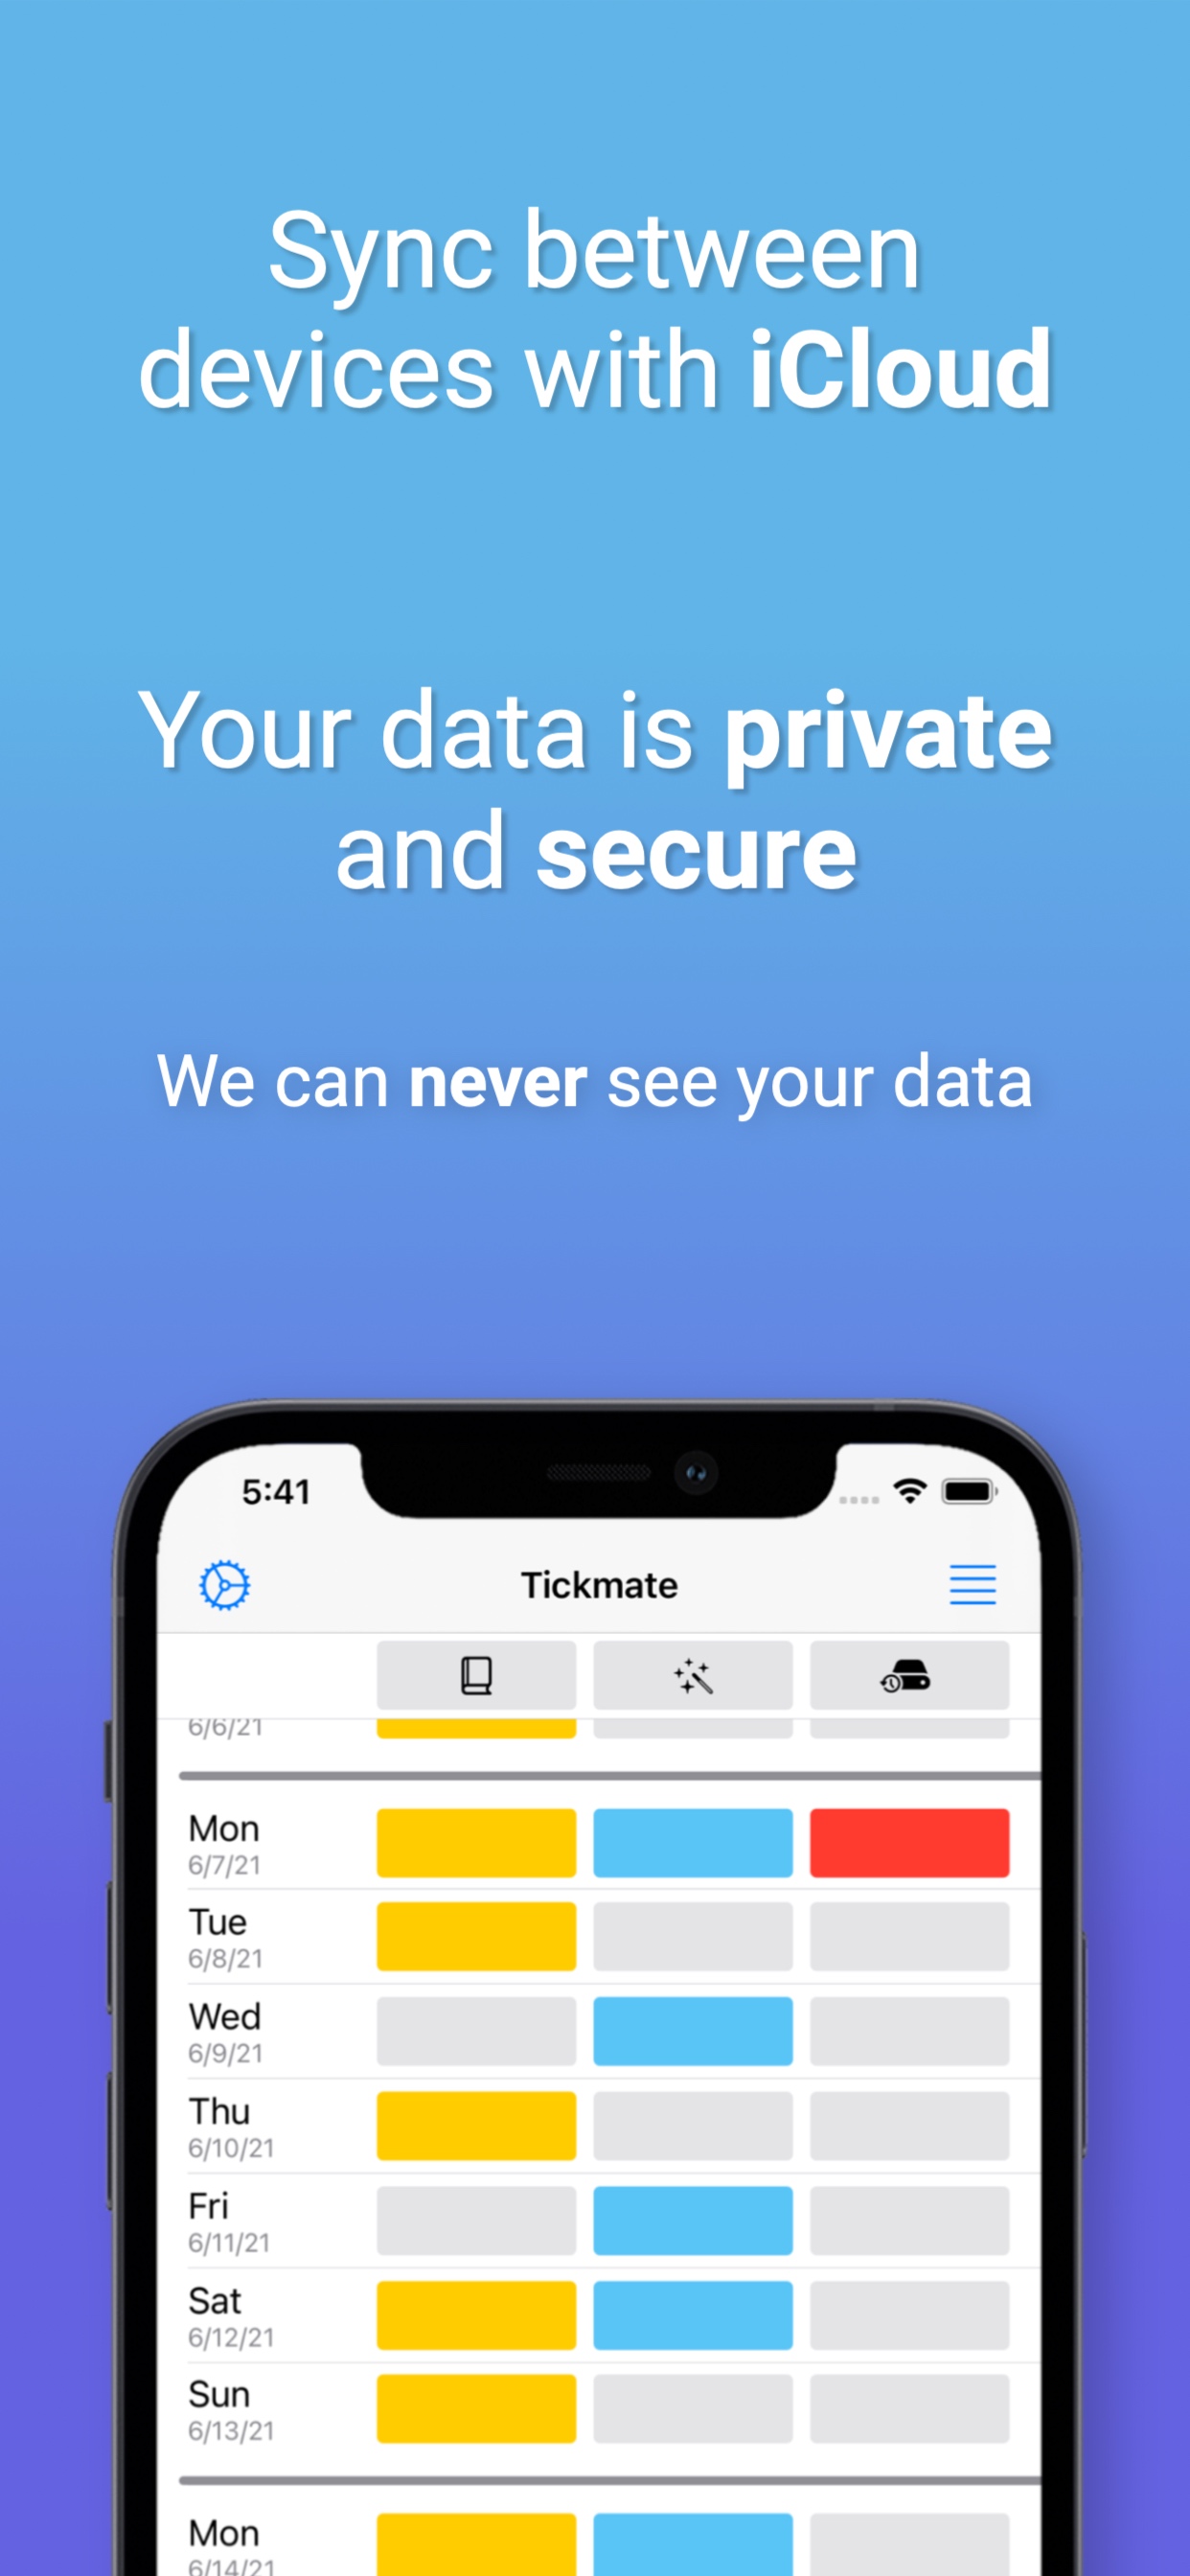 Sync between
devices with iCloud
Your data is private
and secure
We can never see your data
5:41
Tickmate
6/6/21
Mon
6/7/21
Tue
6/8/21
Wed
6/9/21
Thu
6/10/21
Fri
6/11/21
Sat
6/12/21
Sun
6/13/21
Mon
6/14/21